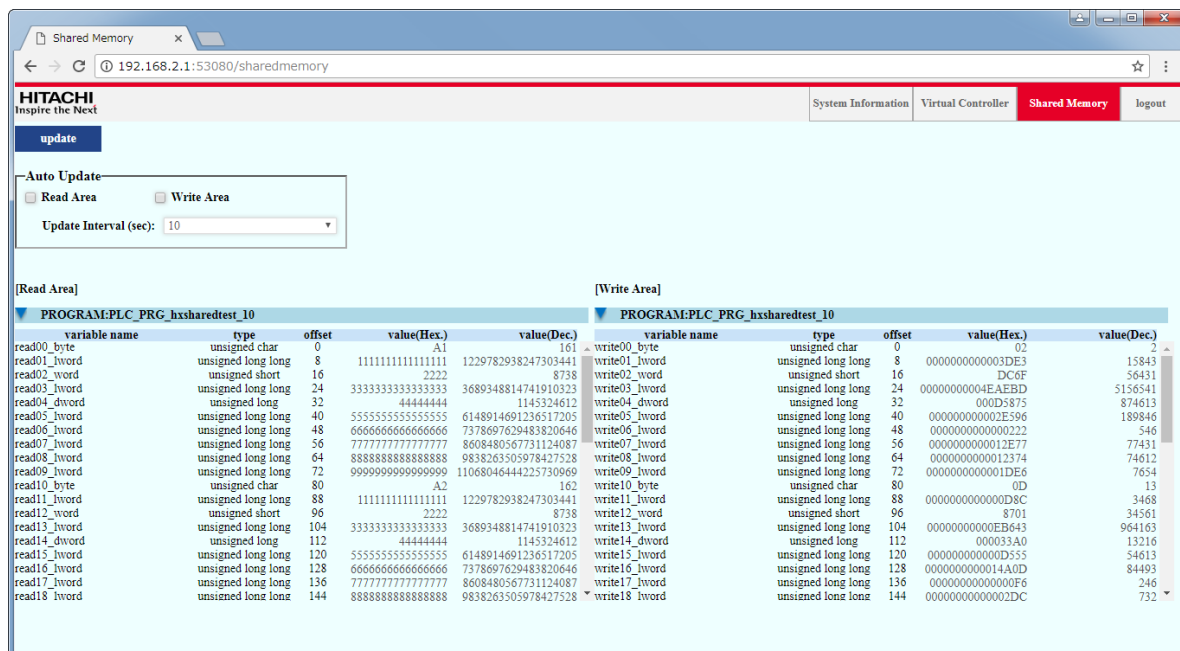 Shared Memory
192.168.2.1:53080/sharedmemory
HITACHI
Inspire the Next
System Information Virtual Controller Shared Memory logout
update
Auto Update
Read Area Write Area
Update Interval (sec): 10
[Read Area] [Write Area]
PROGRAM:PLC_PRG_hxsharedtest_10 PROGRAM:PLC_PRG_hxsharedtest_10
variable name type offset value(Hex.) value(Dec.) variable name type offset value(Hex.) value(Dec.)
read00_byte unsigned char 0 A1 161 write00_byte unsigned char 0 02 2
read01_lword unsigned long long 8 1111111111111111 1229782938247303441 write01_lword unsigned long long 8 0000000000003DE3 15843
read02_word unsigned short 16 2222 8738 write02_word unsigned short 16 DC6F 56431
read03_lword unsigned long long 24 3333333333333333 3689348814741910323 write03_lword unsigned long long 24 00000000004EAEBD 5156541
read04_dword unsigned long 32 44444444 1145324612 write04_dword unsigned long 32 000D5875 874613
read05_lword unsigned long long 40 5555555555555555 6148914691236517205 write05_lword unsigned long long 40 000000000002E596 189846
read06_lword unsigned long long 48 6666666666666666 7378697629483820646 write06_lword unsigned long long 48 0000000000000222 546
read07_lword unsigned long long 56 7777777777777777 8608480567731124087 write07_lword unsigned long long 56 0000000000012E77 77431
read08_lword unsigned long long 64 8888888888888888 9838263505978427528 write08_lword unsigned long long 64 0000000000012374 74612
read09_lword unsigned long long 72 9999999999999999 11068046444225730969 write09_lword unsigned long long 72 0000000000001DE6 7654
read10_byte unsigned char 80 A2 162 write10_byte unsigned char 80 0D 13
read11_lword unsigned long long 88 1111111111111111 1229782938247303441 write11_lword unsigned long long 88 0000000000000D8C 3468
read12_word unsigned short 96 2222 8738 write12_word unsigned short 96 8701 34561
read13_lword unsigned long long 104 3333333333333333 3689348814741910323 write13_lword unsigned long long 104 00000000000EB643 964163
read14_dword unsigned long 112 44444444 1145324612 write14_dword unsigned long 112 000033A0 13216
read15_lword unsigned long long 120 5555555555555555 6148914691236517205 write15_lword unsigned long long 120 000000000000D555 54613
read16_lword unsigned long long 128 6666666666666666 7378697629483820646 write16_lword unsigned long long 128 0000000000014A0D 84493
read17_lword unsigned long long 136 7777777777777777 8608480567731124087 write17_lword unsigned long long 136 00000000000000F6 246
read18_lword unsigned long long 144 8888888888888888 9838263505978427528 write18_lword unsigned long long 144 00000000000002DC 732